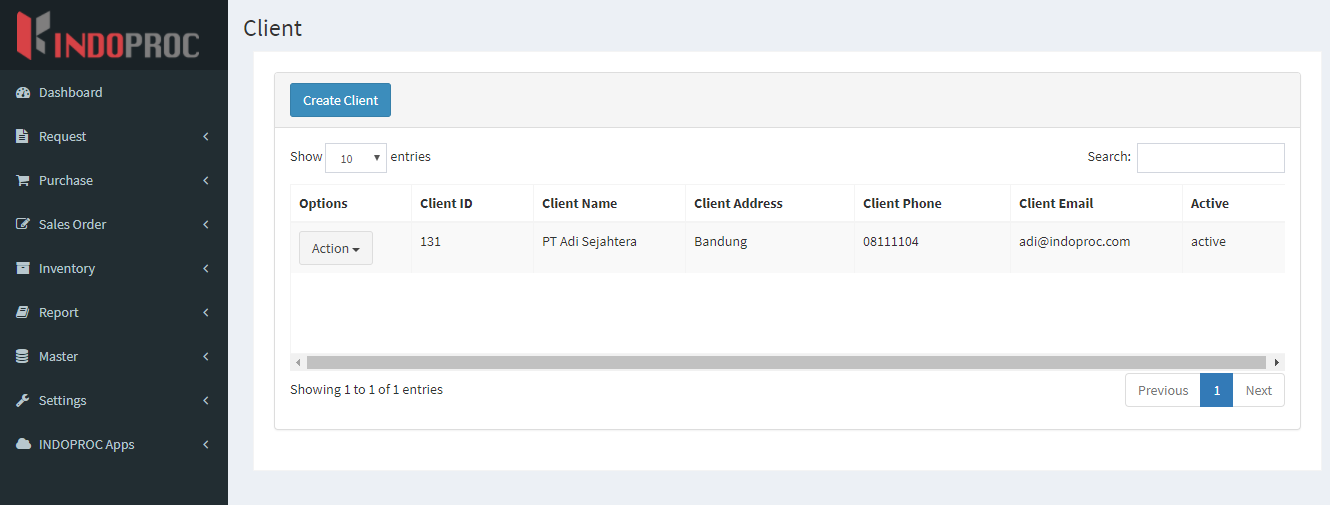 INDOPROC
Client
Dashboard
Request
Purchase
Sales Order
Inventory
Report
Master
Settings
INDOPROC Apps
Create Client
Show 10 entries
Search:
Options Client ID Client Name Client Address Client Phone Client Email Active
Action 131 PT Adi Sejahtera Bandung 08111104 adi@indoproc.com active
Showing 1 to 1 of 1 entries
Previous 1 Next